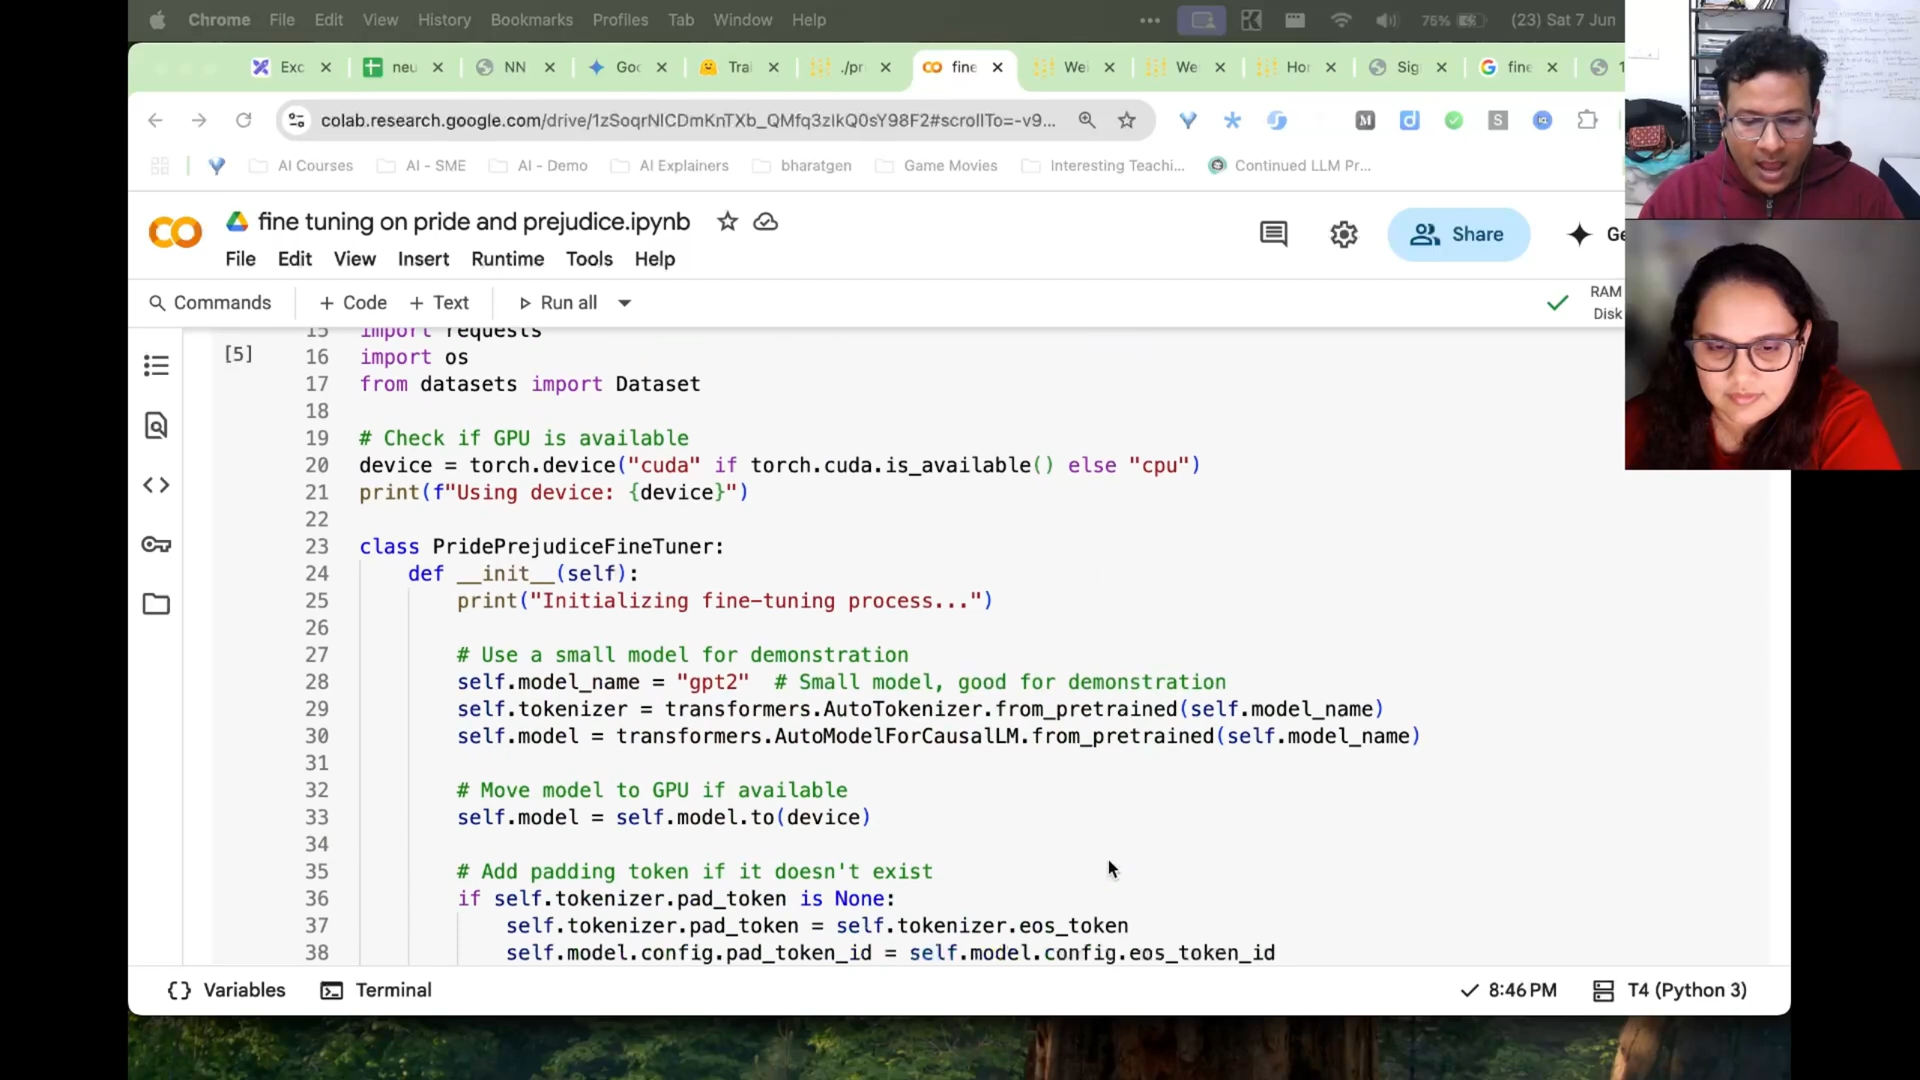 Chrome File Edit View History Bookmarks Profiles Tab Window Help
75% (23) Sat 7 Jun
Exc neu NN Goo Trai ./pr fine Wei We Hor Sig fine
colab.research.google.com/drive/1zSoqrNlCDmKnTXb_QMfq3zlkQ0sY98F2#scrollTo=-v9...
AI Courses AI - SME AI - Demo AI Explainers bharatgen Game Movies Interesting Teachi... Continued LLM Pr...
fine tuning on pride and prejudice.ipynb
Share
Ge
File Edit View Insert Runtime Tools Help
Commands + Code + Text Run all
RAM
Disk
15 import requests
[5]
16 import os
17 from datasets import Dataset
18
19 # Check if GPU is available
20 device = torch.device("cuda" if torch.cuda.is_available() else "cpu")
21 print(f"Using device: {device}")
22
23 class PridePrejudiceFineTuner:
24 def __init__(self):
25 print("Initializing fine-tuning process...")
26
27 # Use a small model for demonstration
28 self.model_name = "gpt2" # Small model, good for demonstration
29 self.tokenizer = transformers.AutoTokenizer.from_pretrained(self.model_name)
30 self.model = transformers.AutoModelForCausalLM.from_pretrained(self.model_name)
31
32 # Move model to GPU if available
33 self.model = self.model.to(device)
34
35 # Add padding token if it doesn't exist
36 if self.tokenizer.pad_token is None:
37 self.tokenizer.pad_token = self.tokenizer.eos_token
38 self.model.config.pad_token_id = self.model.config.eos_token_id
Variables Terminal
8:46 PM T4 (Python 3)